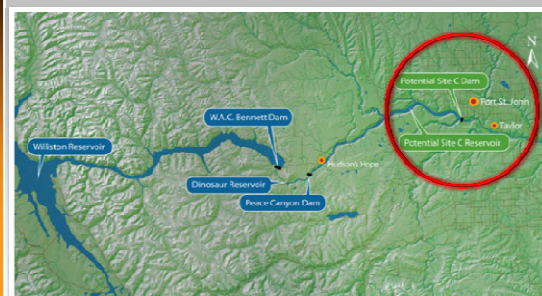 Potential Site C Dam
N
Fort St. John
W.A.C. Bennett Dam
Taylor
Williston Reservoir
Potential Site C Reservoir
Hudson's Hope
Dinosaur Reservoir
Peace Canyon Dam